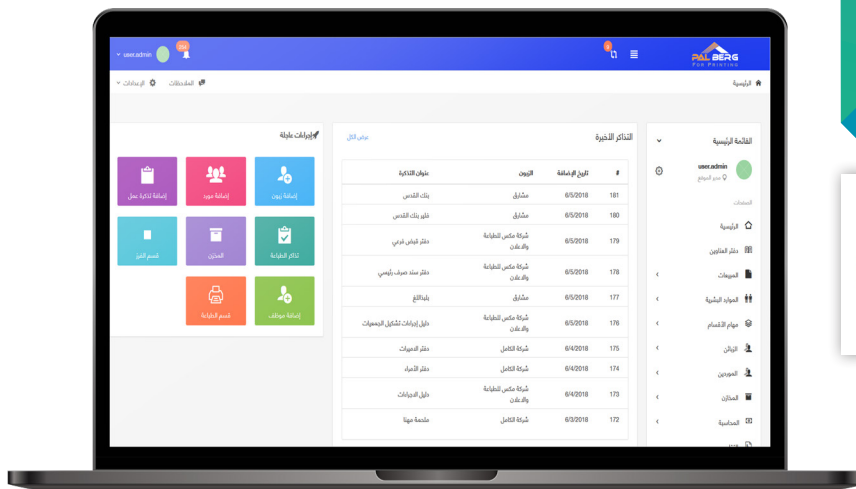 PAL BERG
FOR PRINTING
user.admin
الرئيسية
الملاحظات
الإعدادات
القائمة الرئيسية
user.admin
مدير الموقع
الصفحات
الرئيسية
دفتر العناوين
المبيعات
الموارد البشرية
مهام الأقسام
الزبائن
الموردين
المخازن
المحاسبة
التذاكر الأخيرة
عرض الكل
# تاريخ الإضافة الزبون عنوان التذكرة
181 6/5/2018 مشارق بنك القدس
180 6/5/2018 مشارق فلير بنك القدس
179 6/5/2018 شركة مكس للطباعة والاعلان دفتر قبض فرعي
178 6/5/2018 شركة مكس للطباعة والاعلان دفتر سند صرف رئيسي
177 6/5/2018 مشارق
176 6/5/2018 شركة مكس للطباعة والاعلان دليل إجراءات تشكيل الجمعيات
175 6/4/2018 شركة الكامل دفتر الاميرات
174 6/4/2018 شركة الكامل دفتر الأمراء
173 6/4/2018 شركة مكس للطباعة والاعلان دليل الاجراءات
172 6/3/2018 شركة الكامل ملحمة مهنا
إجراءات عاجلة
إضافة زبون
إضافة مورد
إضافة تذكرة عمل
تذاكر الطباعة
المخزن
قسم الفرز
إضافة موظف
قسم الطباعة